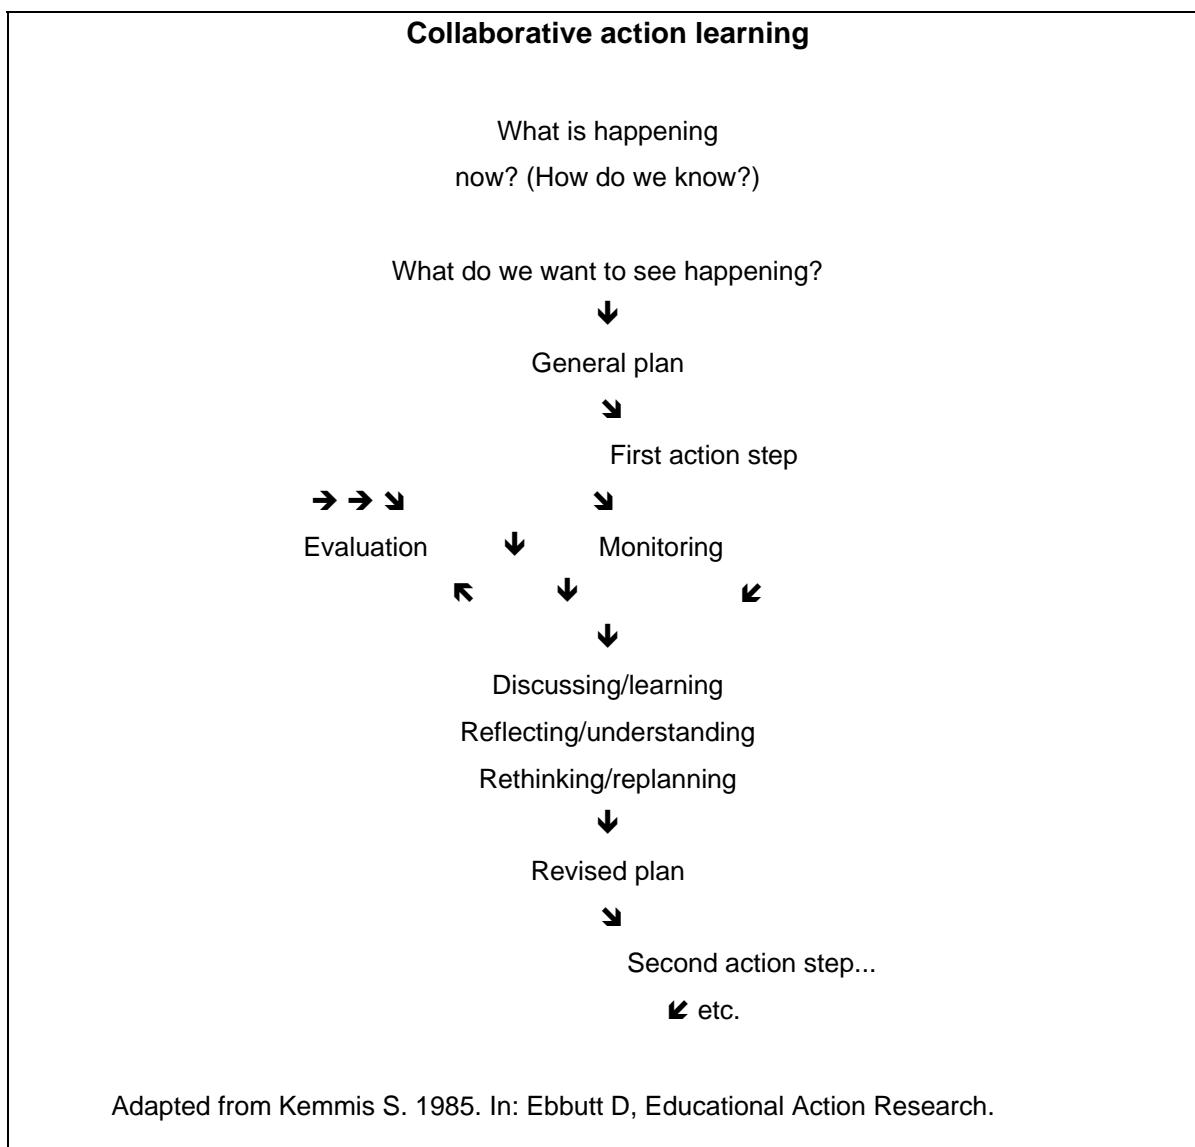 Collaborative action learning
What is happening
now? (How do we know?)
What do we want to see happening?
🡻
General plan
🡾
First action step
🡺 🡺 🡾 🡾
Evaluation 🡻 Monitoring
🡼 🡻 🡿
🡻
Discussing/learning
Reflecting/understanding
Rethinking/replanning
🡻
Revised plan
🡾
Second action step...
🡿 etc.
Adapted from Kemmis S. 1985. In: Ebbutt D, Educational Action Research.